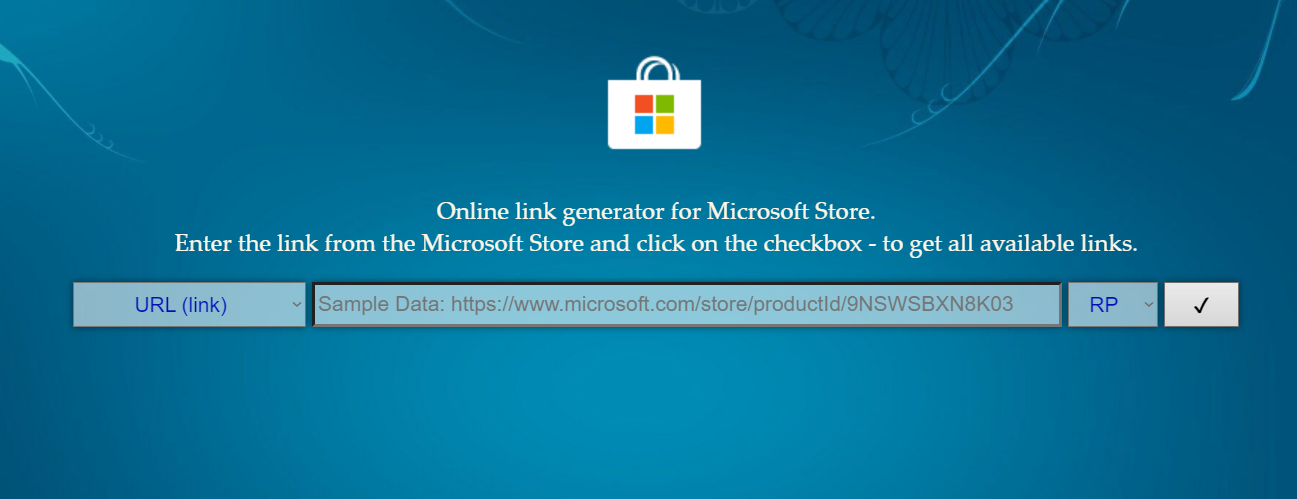 Online link generator for Microsoft Store.
Enter the link from the Microsoft Store and click on the checkbox - to get all available links.
URL (link) Sample Data: https://www.microsoft.com/store/productId/9NSWSBXN8K03 RP ✓